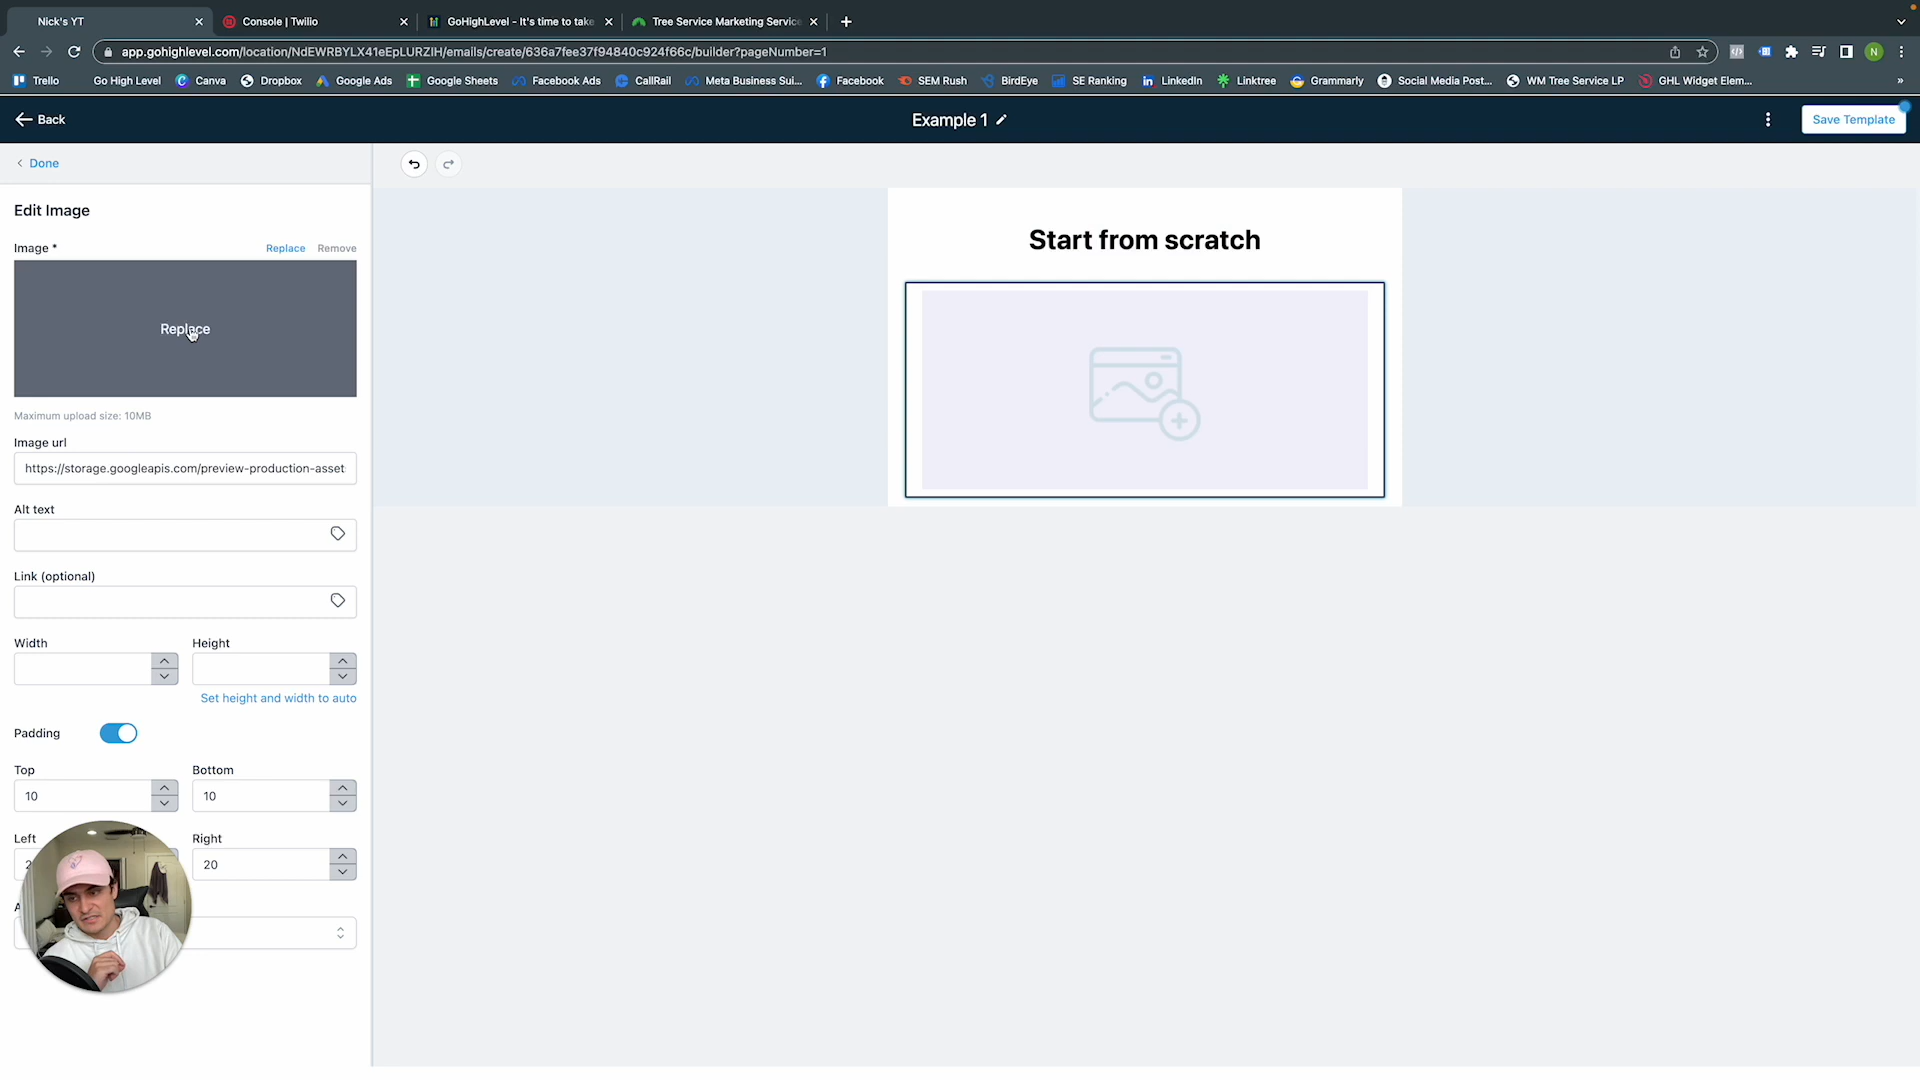 Nick's YT
Console | Twilio
GoHighLevel - It's time to take
Tree Service Marketing Service
app.gohighlevel.com/location/NdEWRBYLX41eEpLURZIH/emails/create/636a7fee37f94840c924f66c/builder?pageNumber=1
N
Trello
Go High Level
Canva
Dropbox
Google Ads
Google Sheets
Facebook Ads
CallRail
Meta Business Sui...
Facebook
SEM Rush
BirdEye
SE Ranking
LinkedIn
Linktree
Grammarly
Social Media Post...
WM Tree Service LP
GHL Widget Elem...
»
Back
Example 1
Save Template
Done
Edit Image
Image * Replace Remove
Replace
Maximum upload size: 10MB
Image url
https://storage.googleapis.com/preview-production-asset
Alt text
Link (optional)
Width Height
Set height and width to auto
Padding
Top Bottom
10 10
Left Right
2 20
A
Start from scratch